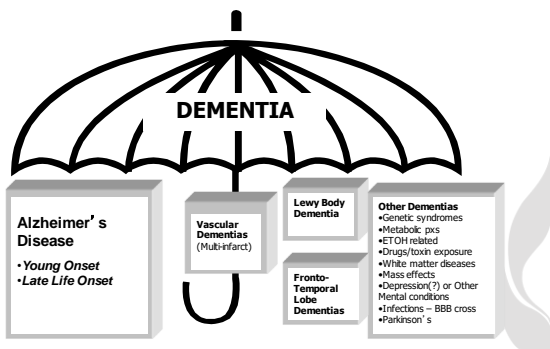 DEMENTIA
Alzheimer’s
Disease
•Young Onset
•Late Life Onset
Vascular
Dementias
(Multi-infarct)
Lewy Body
Dementia
Fronto-
Temporal
Lobe
Dementias
Other Dementias
•Genetic syndromes
•Metabolic pxs
•ETOH related
•Drugs/toxin exposure
•White matter diseases
•Mass effects
•Depression(?) or Other
Mental conditions
•Infections – BBB cross
•Parkinson’s